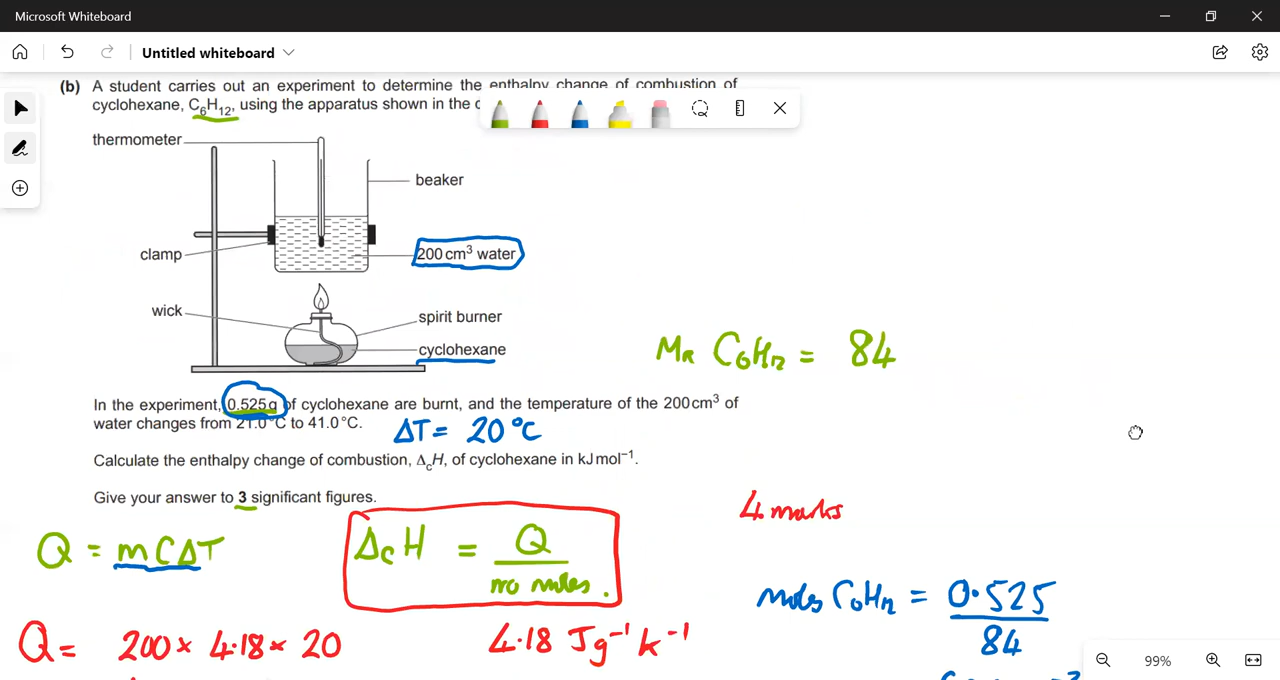 Microsoft Whiteboard
Untitled whiteboard
(b) A student carries out an experiment to determine the enthalpy change of combustion of
cyclohexane, C₆H₁₂, using the apparatus shown in the
thermometer
beaker
clamp
200 cm³ water
wick
spirit burner
cyclohexane
Mr C₆H₁₂ = 84
In the experiment, 0.525 g of cyclohexane are burnt, and the temperature of the 200 cm³ of
water changes from 21.0 °C to 41.0 °C.
ΔT = 20 °C
Calculate the enthalpy change of combustion, ΔcH, of cyclohexane in kJ mol⁻¹.
Give your answer to 3 significant figures.
4 marks
Q = mCΔT
ΔcH = Q / no moles.
moles C₆H₁₂ = 0.525 / 84
Q = 200 × 4.18 × 20
4.18 Jg⁻¹ K⁻¹
99%